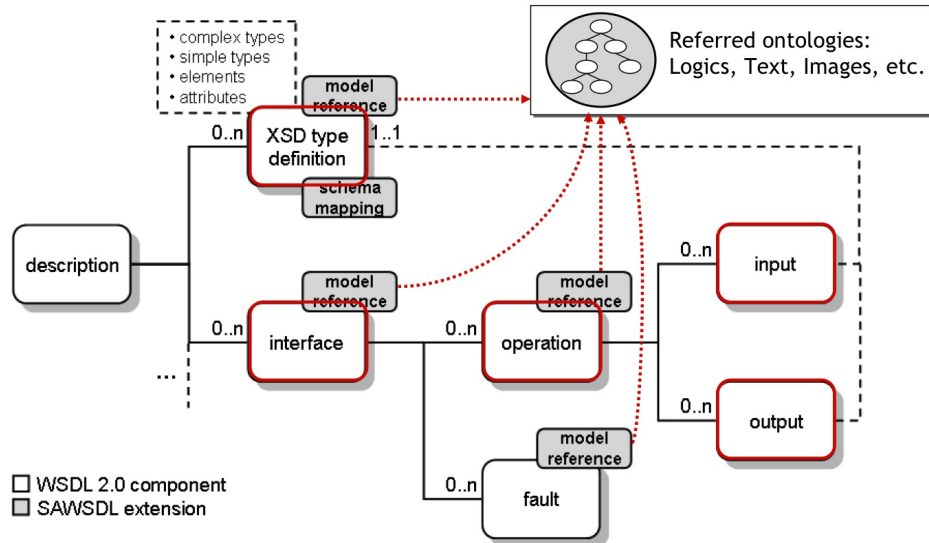 • complex types
• simple types
• elements
• attributes
Referred ontologies:
Logics, Text, Images, etc.
model
reference
0..n
XSD type
definition
1..1
schema
mapping
description
model
reference
0..n
interface
...
model
reference
0..n
operation
0..n
input
0..n
output
model
reference
0..n
fault
WSDL 2.0 component
SAWSDL extension